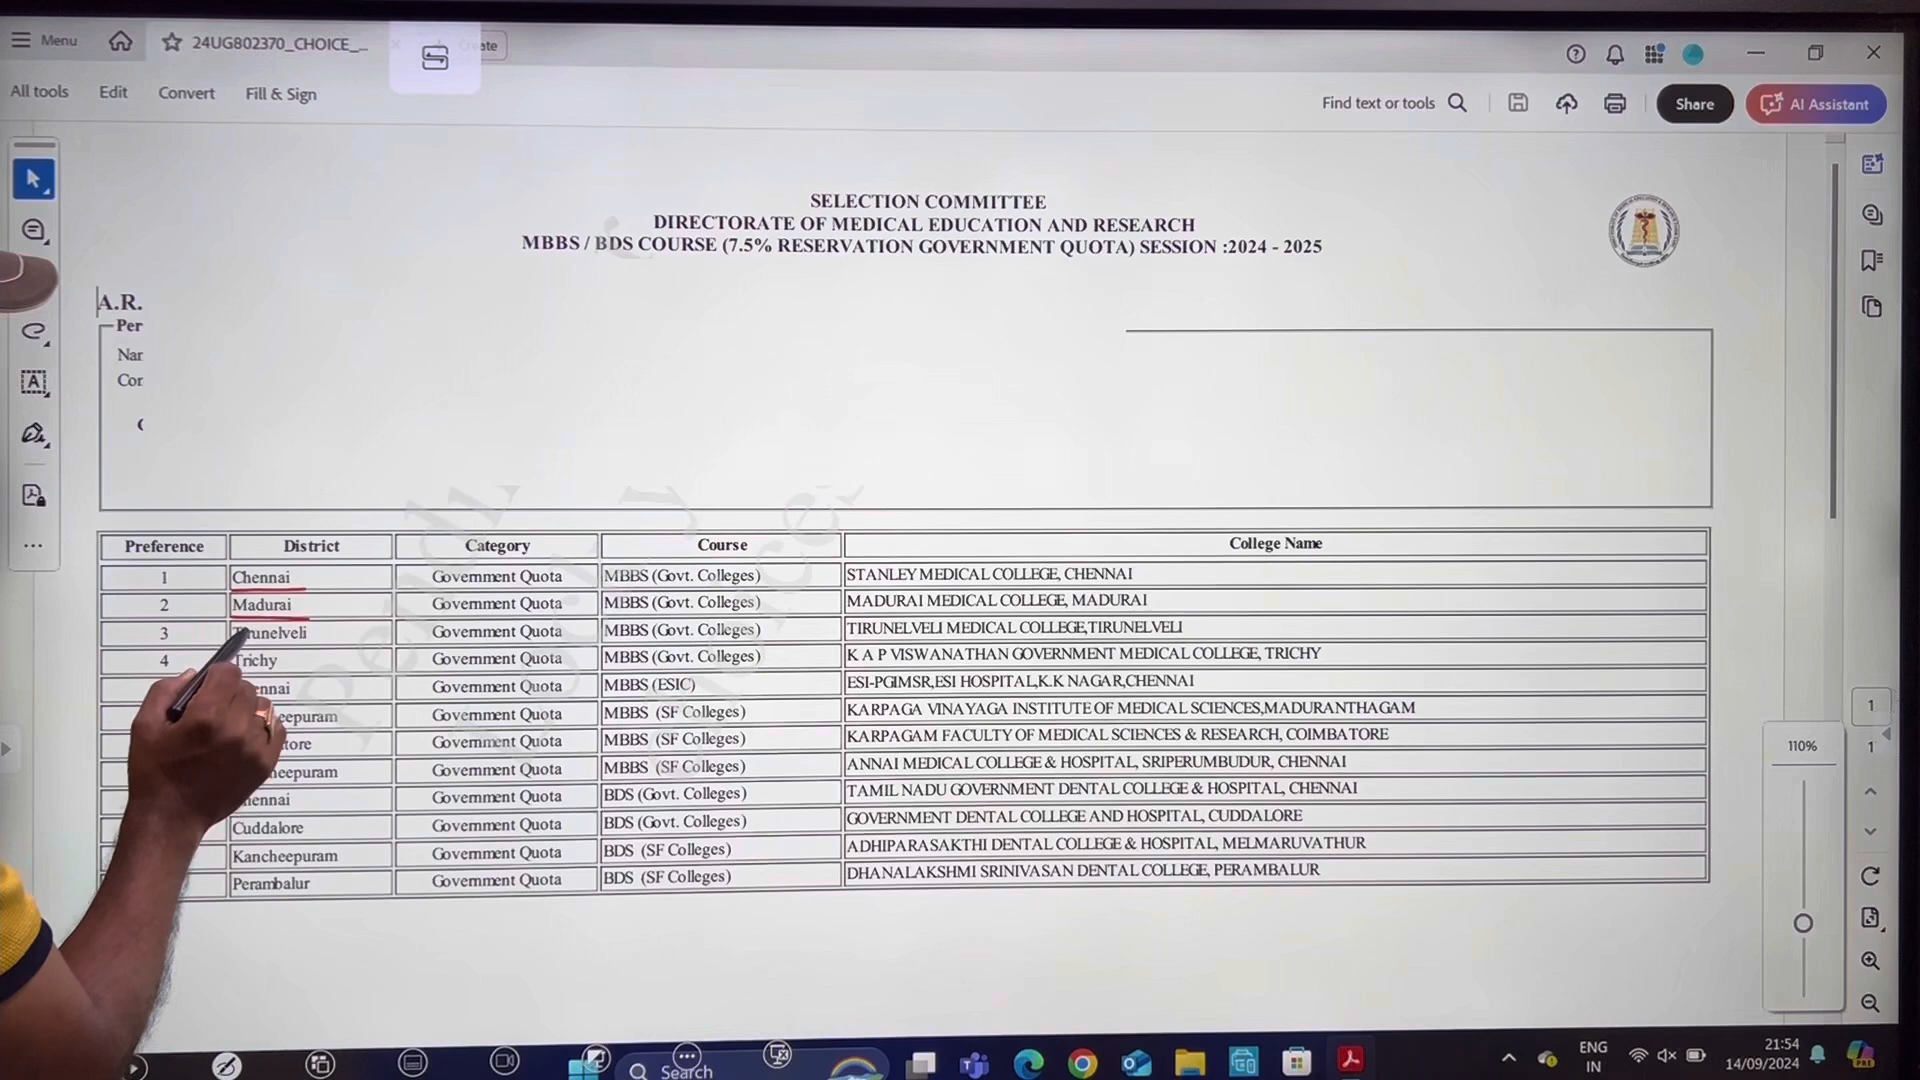 Menu
24UG802370_CHOICE_...
All tools
Edit
Convert
Fill & Sign
Find text or tools
Share
AI Assistant
SELECTION COMMITTEE
DIRECTORATE OF MEDICAL EDUCATION AND RESEARCH
MBBS / BDS COURSE (7.5% RESERVATION GOVERNMENT QUOTA) SESSION :2024 - 2025
A.R.
Per
Nar
Cor
Preference District Category Course College Name
1 Chennai Government Quota MBBS (Govt. Colleges) STANLEY MEDICAL COLLEGE, CHENNAI
2 Madurai Government Quota MBBS (Govt. Colleges) MADURAI MEDICAL COLLEGE, MADURAI
3 Tirunelveli Government Quota MBBS (Govt. Colleges) TIRUNELVELI MEDICAL COLLEGE,TIRUNELVELI
4 Trichy Government Quota MBBS (Govt. Colleges) K A P VISWANATHAN GOVERNMENT MEDICAL COLLEGE, TRICHY
ennai Government Quota MBBS (ESIC) ESI-PGIMSR,ESI HOSPITAL,K.K NAGAR,CHENNAI
eepuram Government Quota MBBS (SF Colleges) KARPAGA VINAYAGA INSTITUTE OF MEDICAL SCIENCES,MADURANTHAGAM
tore Government Quota MBBS (SF Colleges) KARPAGAM FACULTY OF MEDICAL SCIENCES & RESEARCH, COIMBATORE
eepuram Government Quota MBBS (SF Colleges) ANNAI MEDICAL COLLEGE & HOSPITAL, SRIPERUMBUDUR, CHENNAI
hennai Government Quota BDS (Govt. Colleges) TAMIL NADU GOVERNMENT DENTAL COLLEGE & HOSPITAL, CHENNAI
Cuddalore Government Quota BDS (Govt. Colleges) GOVERNMENT DENTAL COLLEGE AND HOSPITAL, CUDDALORE
Kancheepuram Government Quota BDS (SF Colleges) ADHIPARASAKTHI DENTAL COLLEGE & HOSPITAL, MELMARUVATHUR
Perambalur Government Quota BDS (SF Colleges) DHANALAKSHMI SRINIVASAN DENTAL COLLEGE, PERAMBALUR
1
1
110%
Search
ENG
IN
21:54
14/09/2024